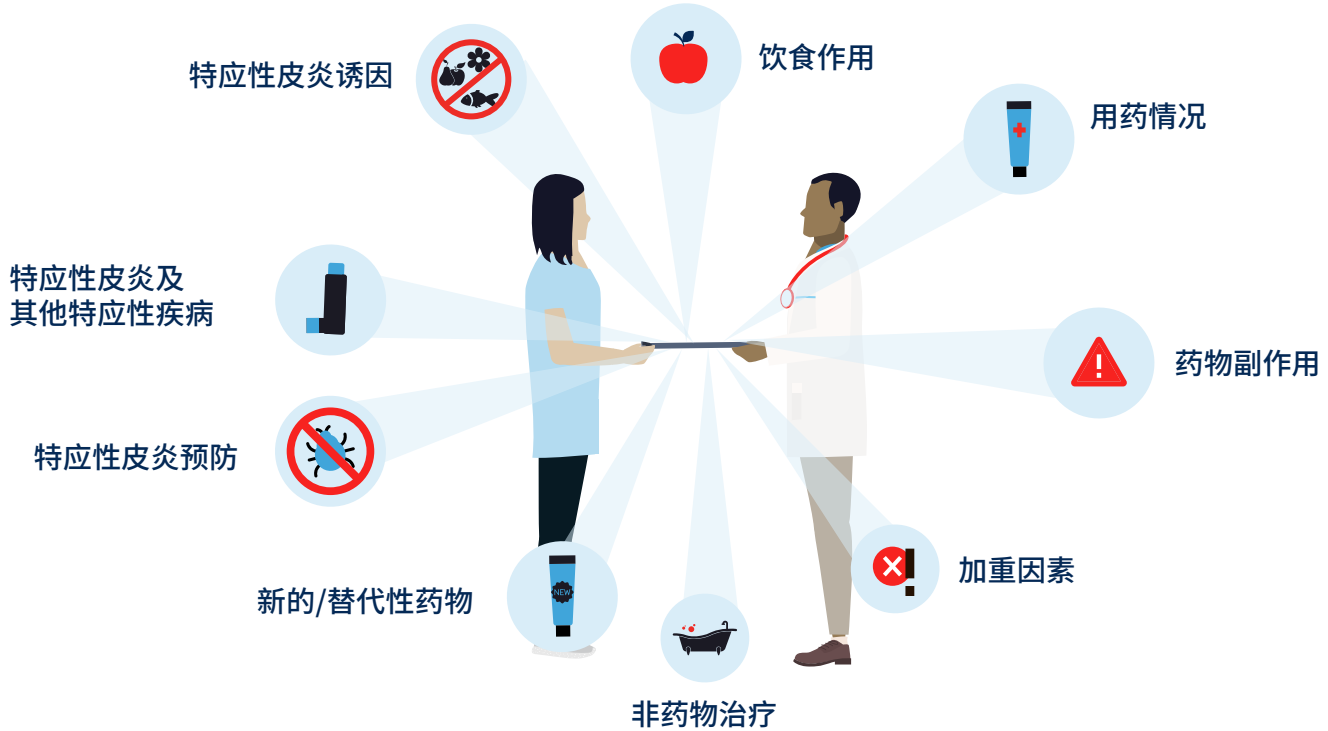 特应性皮炎诱因
饮食作用
用药情况
特应性皮炎及
其他特应性疾病
药物副作用
特应性皮炎预防
新的/替代性药物
NEW
加重因素
非药物治疗